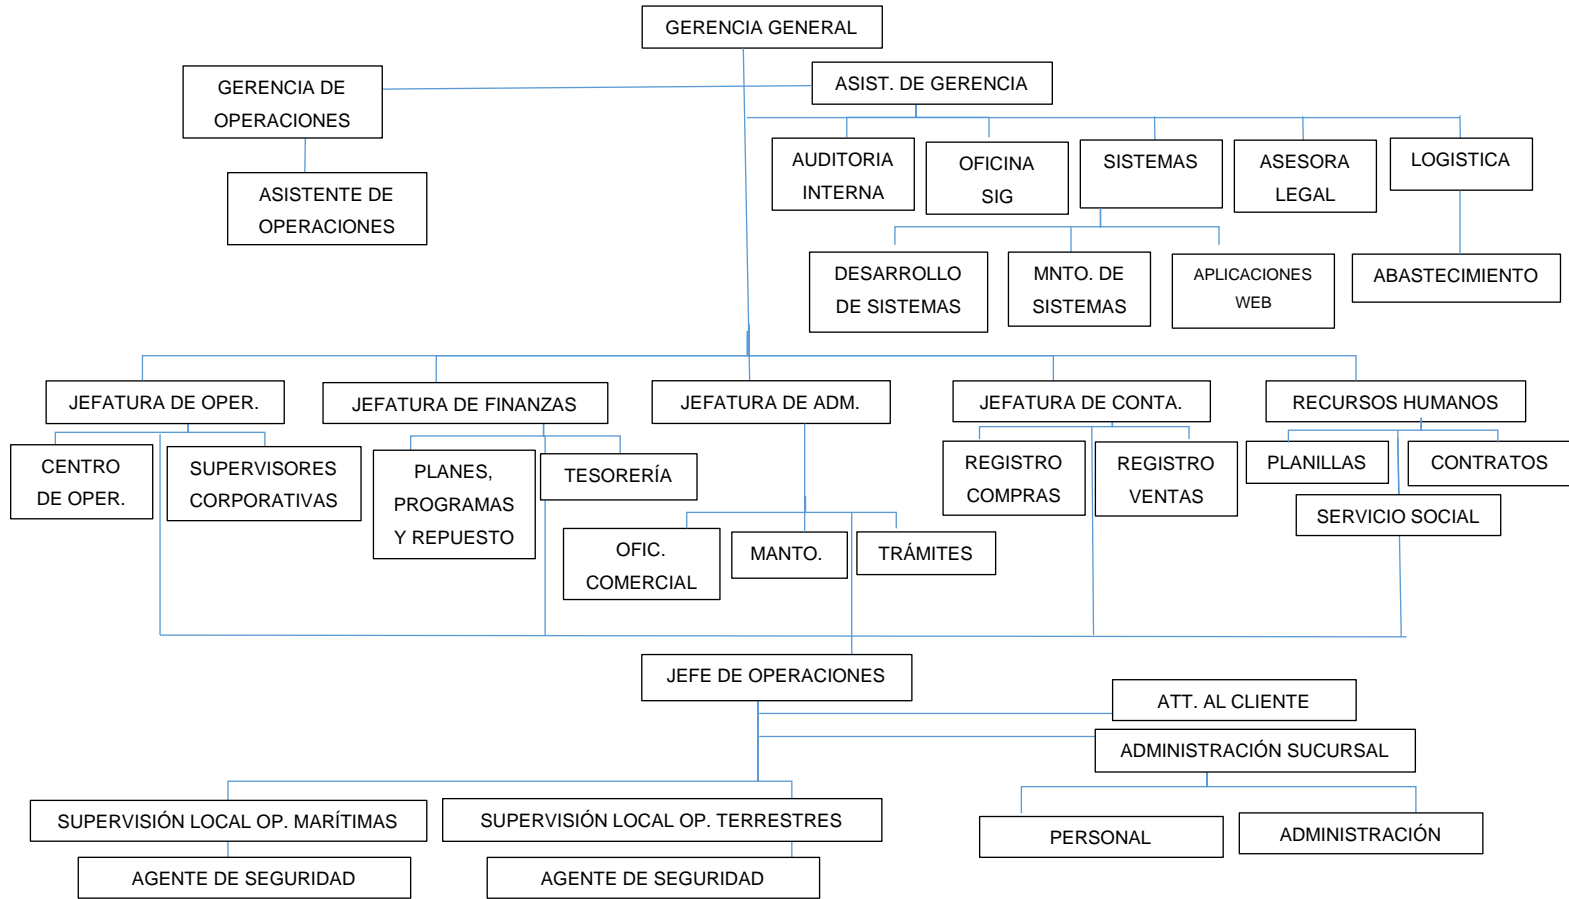 GERENCIA GENERAL
GERENCIA DE
OPERACIONES
ASIST. DE GERENCIA
ASISTENTE DE
OPERACIONES
AUDITORIA
INTERNA
OFICINA
SIG
SISTEMAS
ASESORA
LEGAL
LOGISTICA
DESARROLLO
DE SISTEMAS
MNTO. DE
SISTEMAS
APLICACIONES
WEB
ABASTECIMIENTO
JEFATURA DE OPER.
JEFATURA DE FINANZAS
JEFATURA DE ADM.
JEFATURA DE CONTA.
RECURSOS HUMANOS
CENTRO
DE OPER.
SUPERVISORES
CORPORATIVAS
PLANES,
PROGRAMAS
Y REPUESTO
TESORERÍA
REGISTRO
COMPRAS
REGISTRO
VENTAS
PLANILLAS
CONTRATOS
SERVICIO SOCIAL
OFIC.
COMERCIAL
MANTO.
TRÁMITES
JEFE DE OPERACIONES
ATT. AL CLIENTE
ADMINISTRACIÓN SUCURSAL
SUPERVISIÓN LOCAL OP. MARÍTIMAS
SUPERVISIÓN LOCAL OP. TERRESTRES
PERSONAL
ADMINISTRACIÓN
AGENTE DE SEGURIDAD
AGENTE DE SEGURIDAD